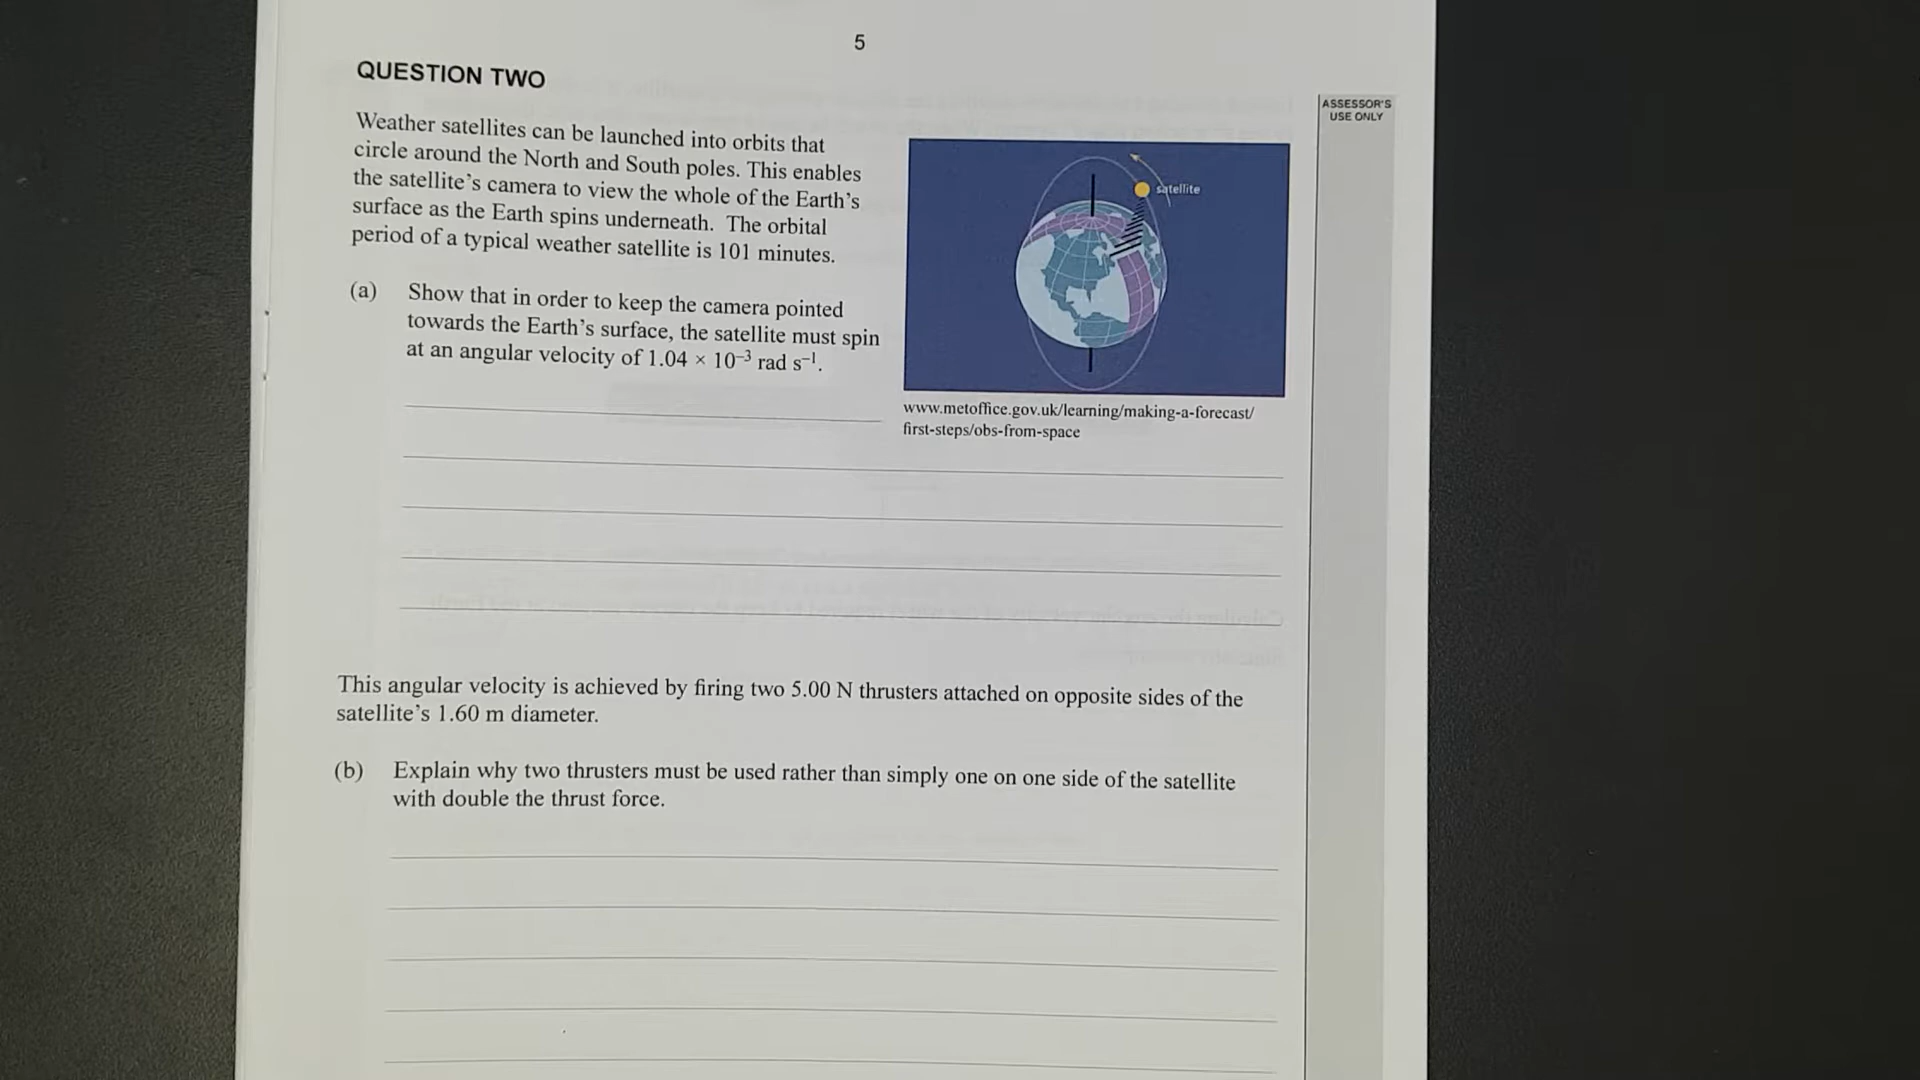 5
QUESTION TWO
ASSESSOR'S
USE ONLY
Weather satellites can be launched into orbits that
circle around the North and South poles. This enables
the satellite's camera to view the whole of the Earth's
surface as the Earth spins underneath. The orbital
period of a typical weather satellite is 101 minutes.
satellite
(a) Show that in order to keep the camera pointed
towards the Earth's surface, the satellite must spin
at an angular velocity of 1.04 × 10⁻³ rad s⁻¹.
www.metoffice.gov.uk/learning/making-a-forecast/
first-steps/obs-from-space
This angular velocity is achieved by firing two 5.00 N thrusters attached on opposite sides of the
satellite's 1.60 m diameter.
(b) Explain why two thrusters must be used rather than simply one on one side of the satellite
with double the thrust force.